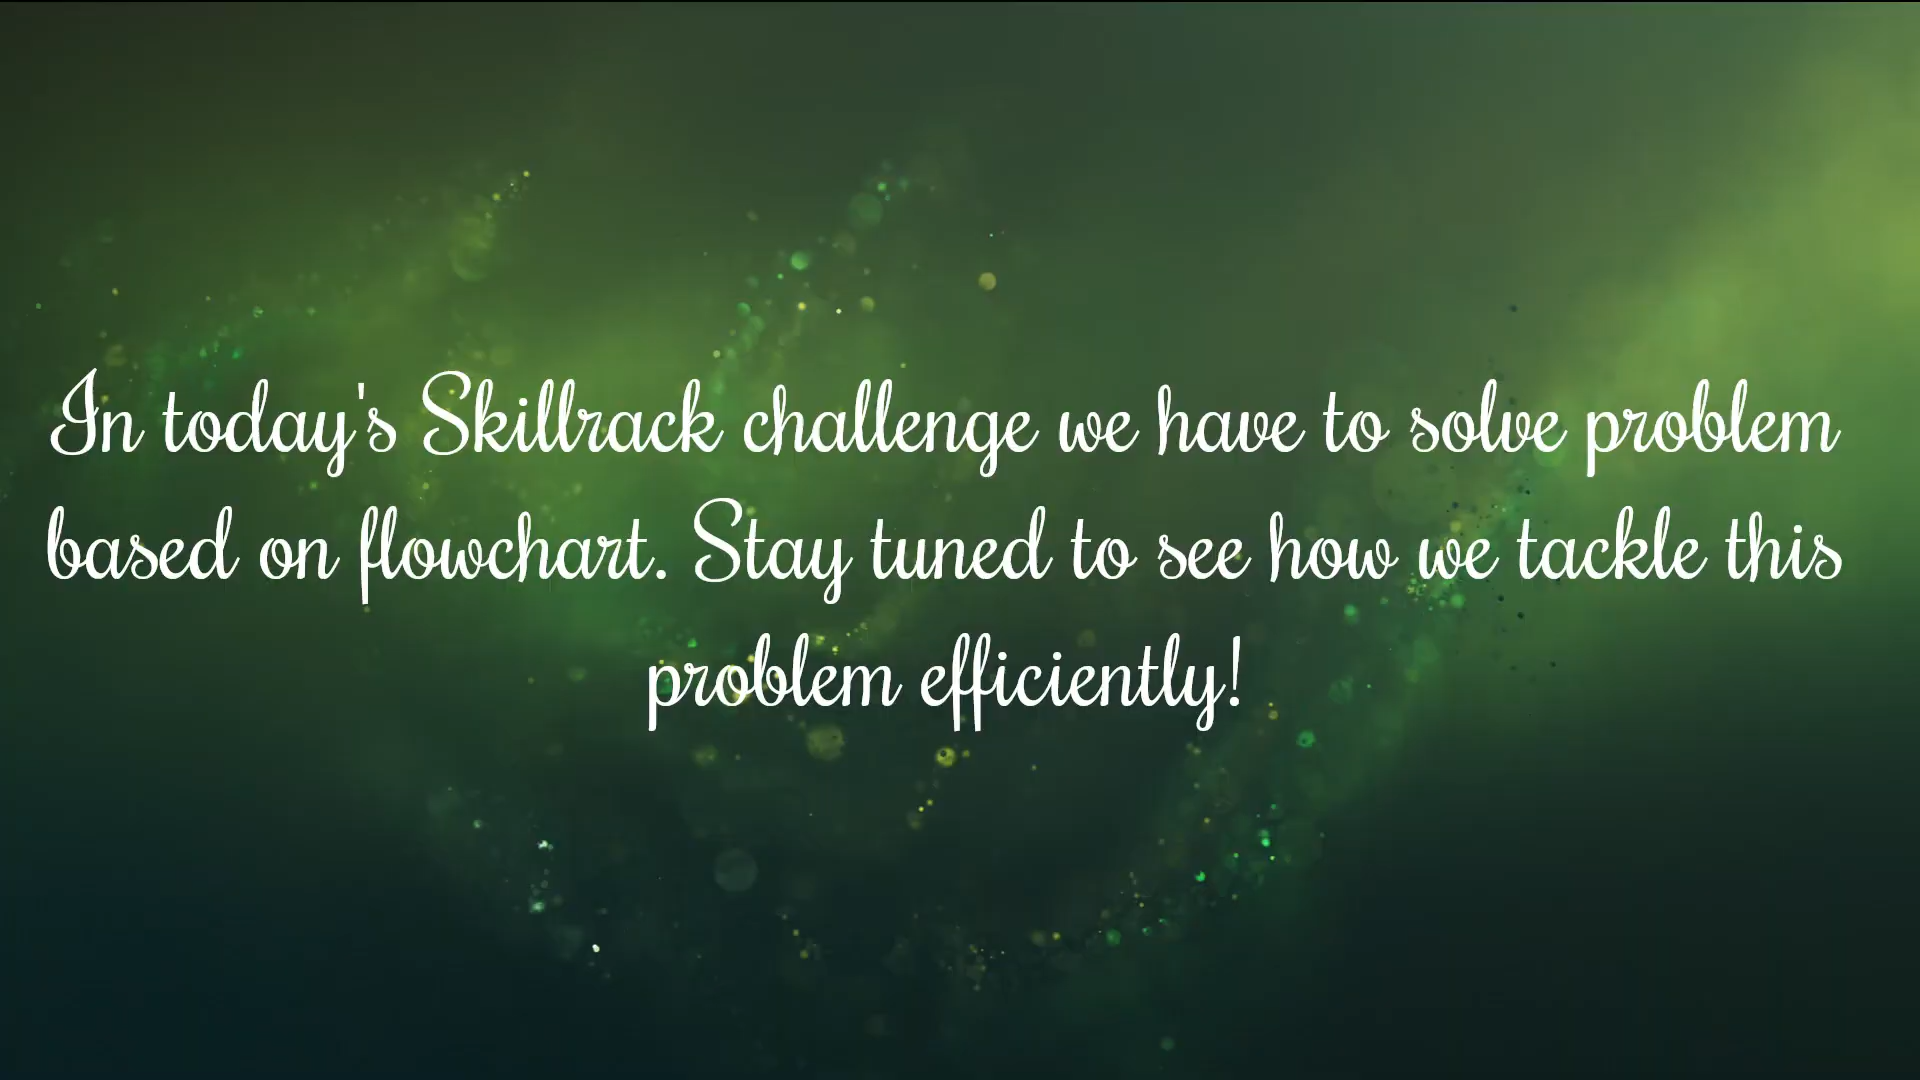 In today's Skillrack challenge we have to solve problem
based on flowchart. Stay tuned to see how we tackle this
problem efficiently!